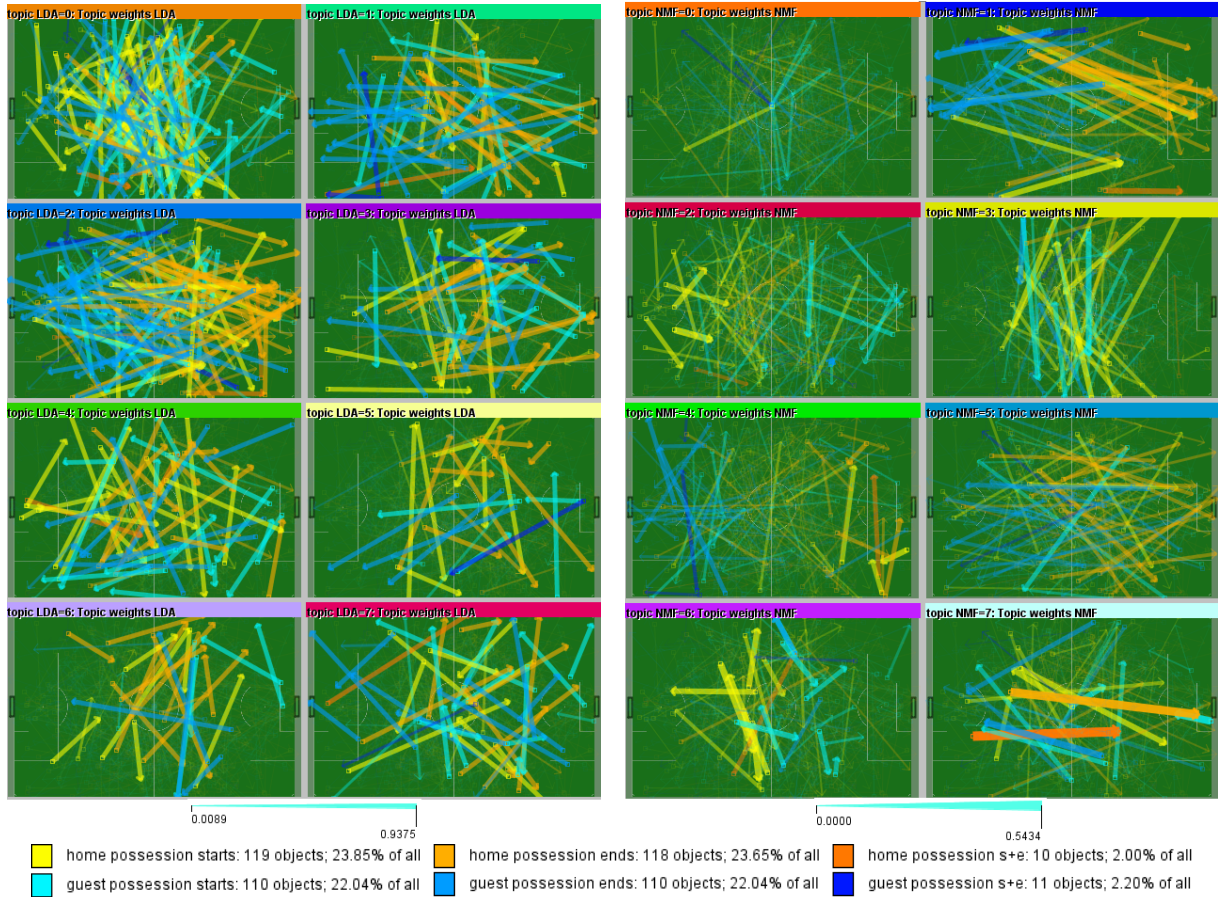 topic LDA=0: Topic weights LDA
topic LDA=1: Topic weights LDA
topic NMF=0: Topic weights NMF
topic NMF=1: Topic weights NMF
topic LDA=2: Topic weights LDA
topic LDA=3: Topic weights LDA
topic NMF=2: Topic weights NMF
topic NMF=3: Topic weights NMF
topic LDA=4: Topic weights LDA
topic LDA=5: Topic weights LDA
topic NMF=4: Topic weights NMF
topic NMF=5: Topic weights NMF
topic LDA=6: Topic weights LDA
topic LDA=7: Topic weights LDA
topic NMF=6: Topic weights NMF
topic NMF=7: Topic weights NMF
0.0089
0.9375
0.0000
0.5434
home possession starts: 119 objects; 23.85% of all
home possession ends: 118 objects; 23.65% of all
home possession s+e: 10 objects; 2.00% of all
guest possession starts: 110 objects; 22.04% of all
guest possession ends: 110 objects; 22.04% of all
guest possession s+e: 11 objects; 2.20% of all